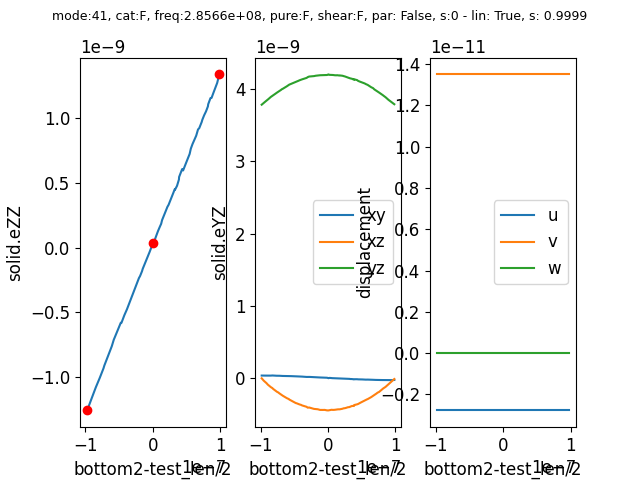 mode:41, cat:F, freq:2.8566e+08, pure:F, shear:F, par: False, s:0 - lin: True, s: 0.9999
1e−9
1.0
0.5
0.0
−0.5
−1.0
solid.eZZ
−1
0
1
1e−7
bottom2-test_len/2
1e−9
4
3
2
1
0
solid.eYZ
xy
xz
yz
−1
0
1
1e−7
bottom2-test_len/2
1e−11
1.4
1.2
1.0
0.8
0.6
0.4
0.2
0.0
−0.2
displacement
u
v
w
−1
0
1
1e−7
bottom2-test_len/2